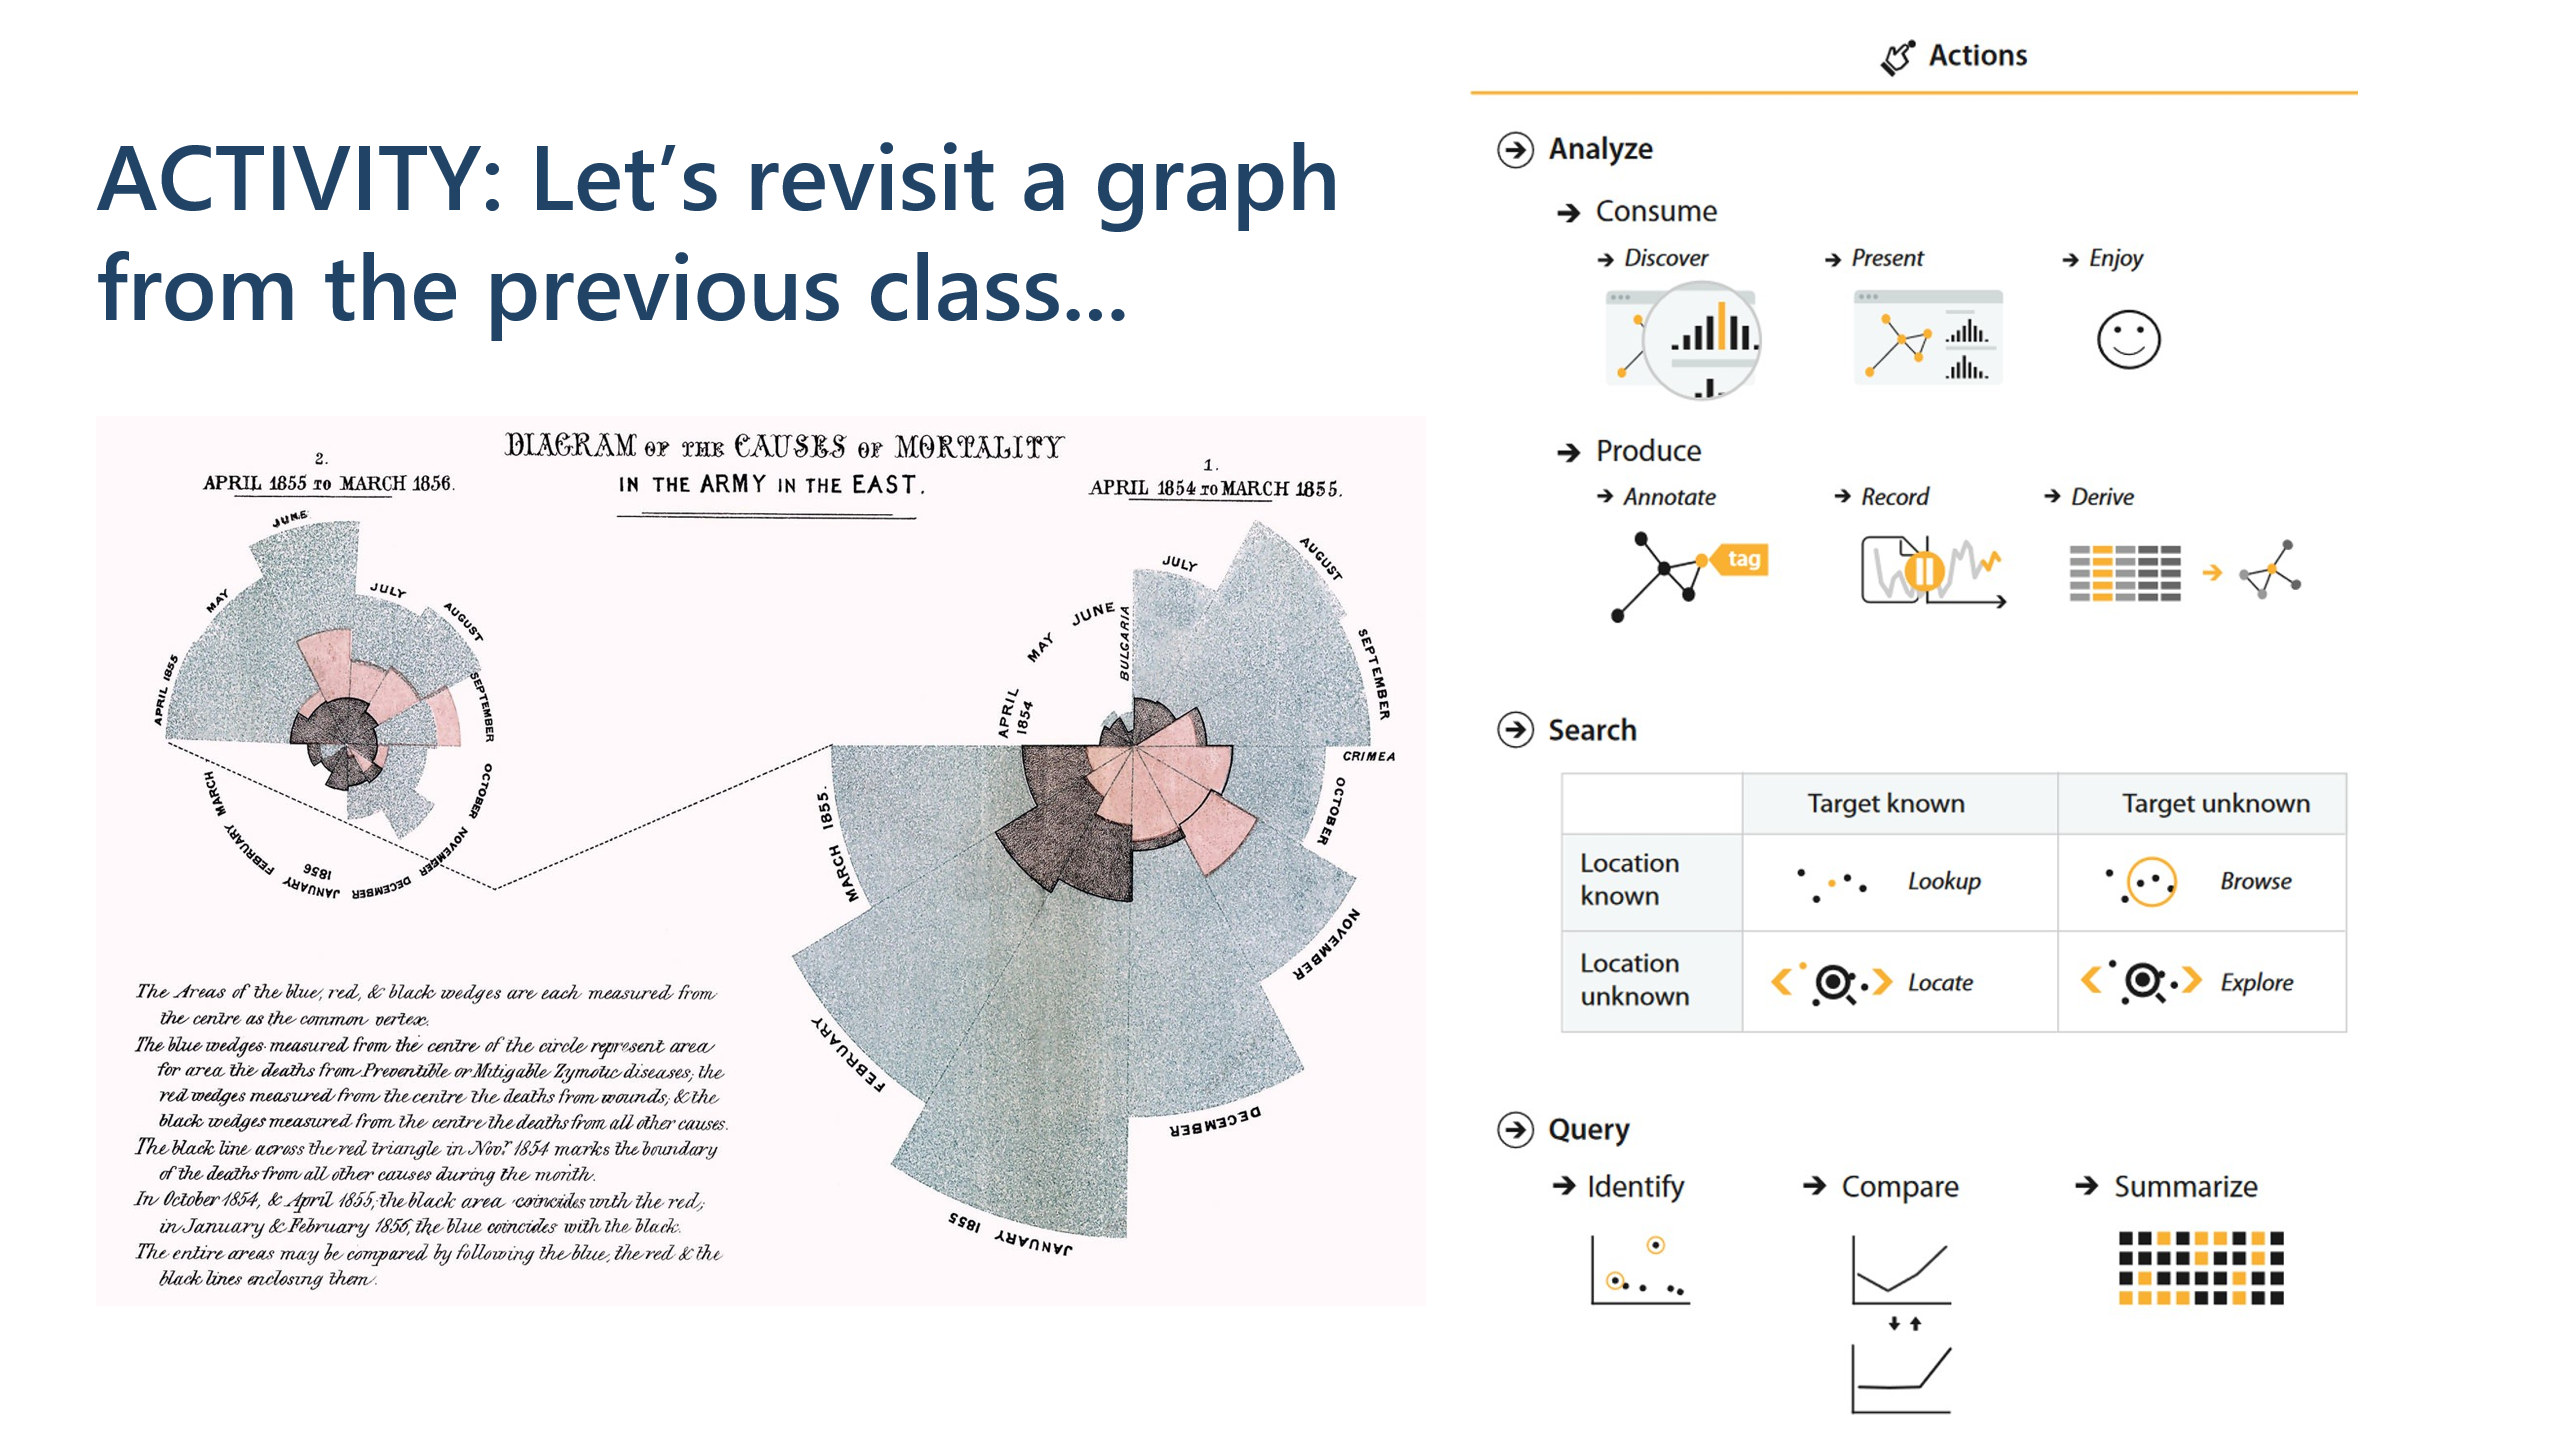 ACTIVITY: Let's revisit a graph
from the previous class...
DIAGRAM OF THE CAUSES OF MORTALITY
IN THE ARMY IN THE EAST.
2.
APRIL 1855 TO MARCH 1856.
1.
APRIL 1854 TO MARCH 1855.
APRIL 1855
MAY
JUNE
JULY
AUGUST
SEPTEMBER
OCTOBER
NOVEMBER
DECEMBER
JANUARY 1856
FEBRUARY
MARCH
APRIL 1854
MAY
JUNE
JULY
AUGUST
SEPTEMBER
OCTOBER
NOVEMBER
DECEMBER
JANUARY 1855
FEBRUARY
MARCH 1855.
BULGARIA
CRIMEA
The Areas of the blue, red, & black wedges are each measured from
the centre as the common vertex.
The blue wedges measured from the centre of the circle represent area
for area the deaths from Preventible or Mitigable Zymotic diseases; the
red wedges measured from the centre the deaths from wounds; & the
black wedges measured from the centre the deaths from all other causes.
The black line across the red triangle in Novr. 1854 marks the boundary
of the deaths from all other causes during the month.
In October 1854, & April 1855, the black area coincides with the red;
in January & February 1856, the blue coincides with the black.
The entire areas may be compared by following the blue, the red & the
black lines enclosing them.
Actions
Analyze
Consume
Discover
Present
Enjoy
Produce
Annotate
Record
Derive
tag
Search
Target known
Target unknown
Location
known
Lookup
Browse
Location
unknown
Locate
Explore
Query
Identify
Compare
Summarize